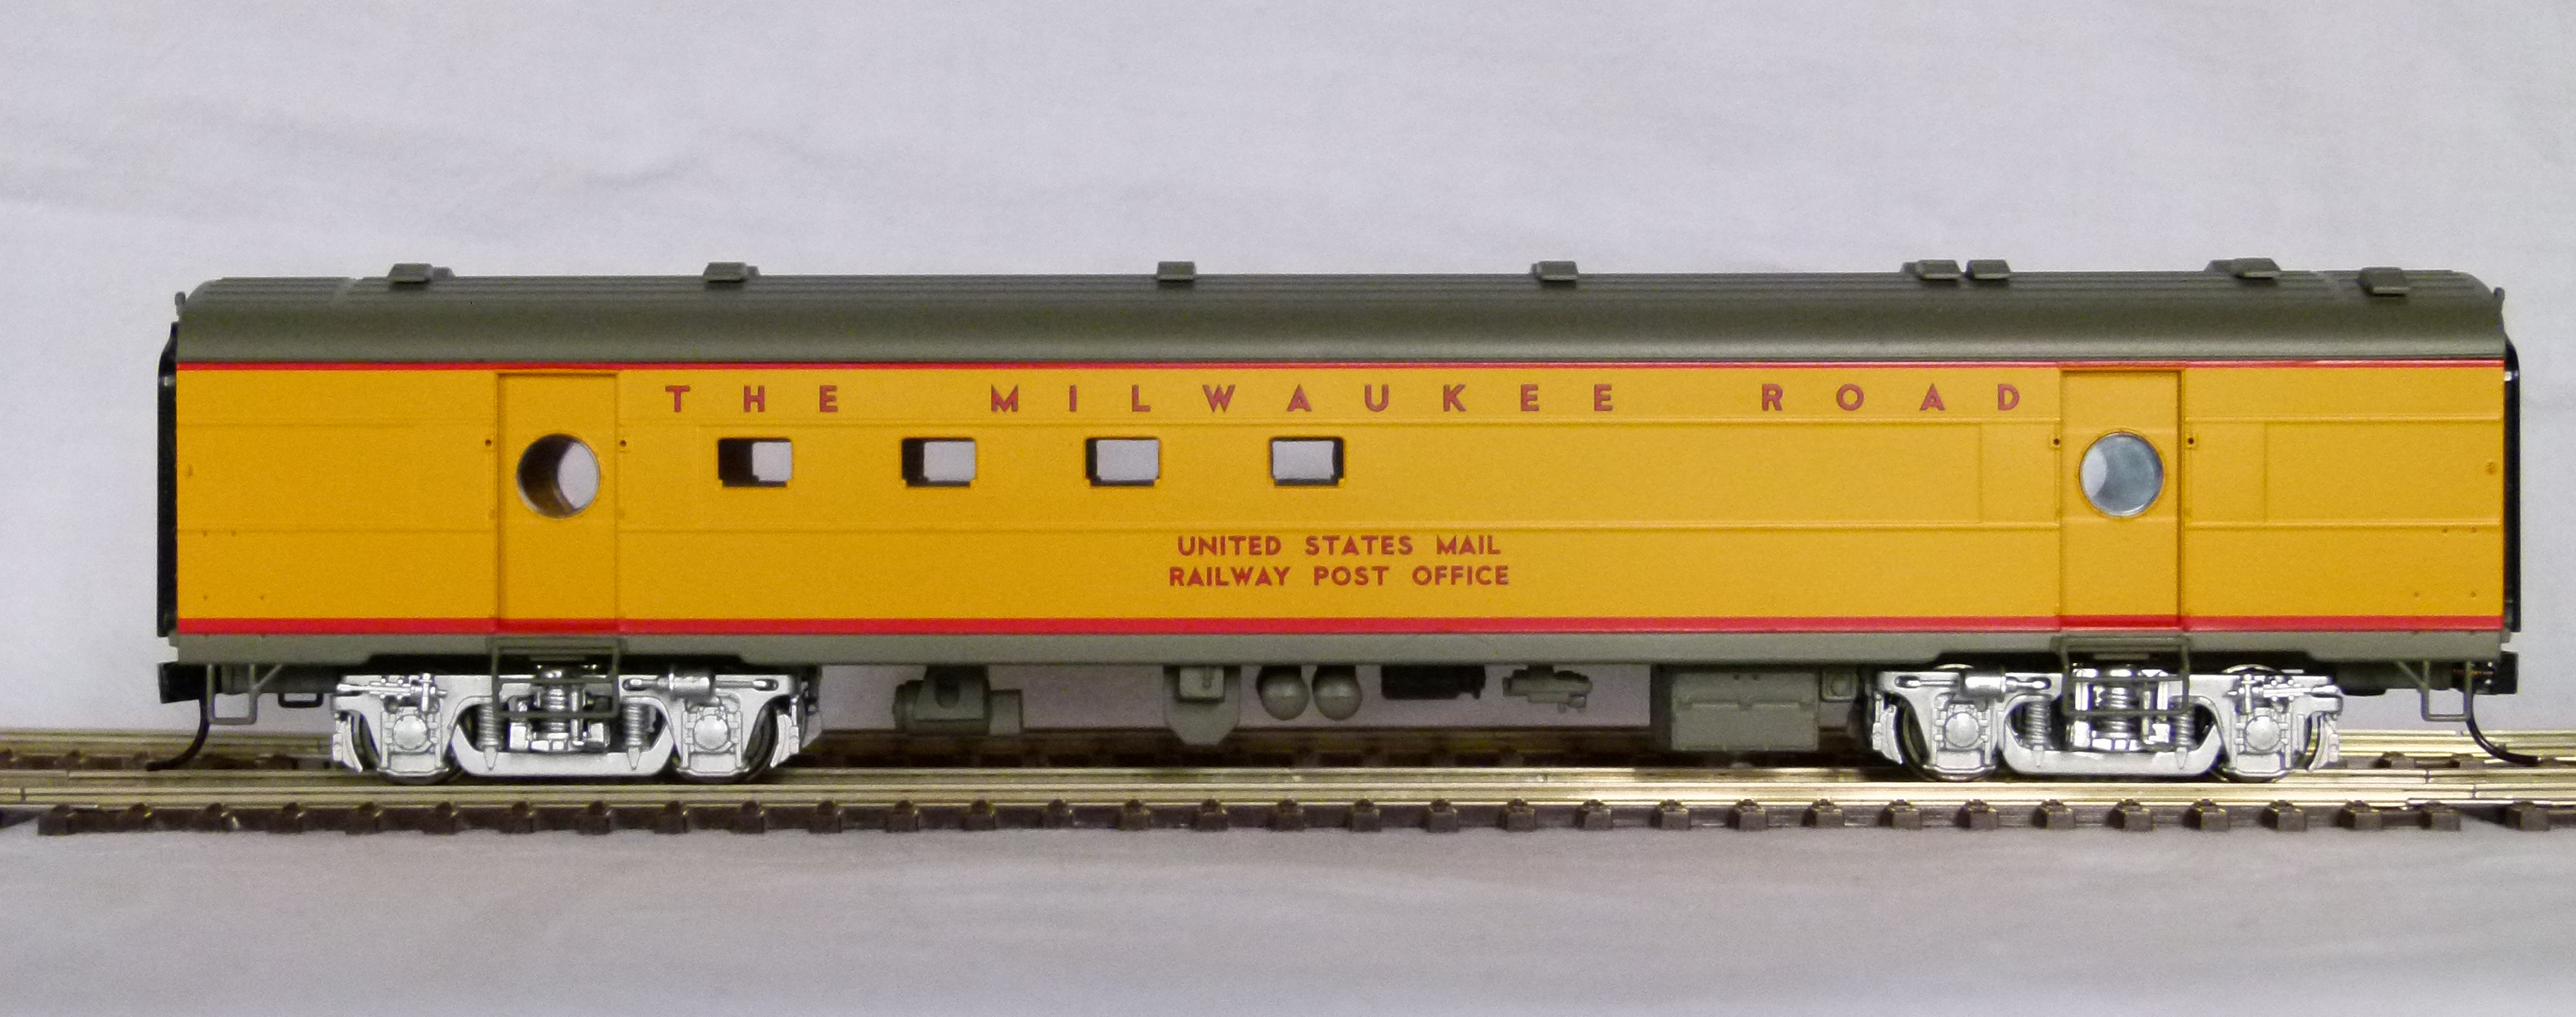 THE MILWAUKEE ROAD
UNITED STATES MAIL
RAILWAY POST OFFICE